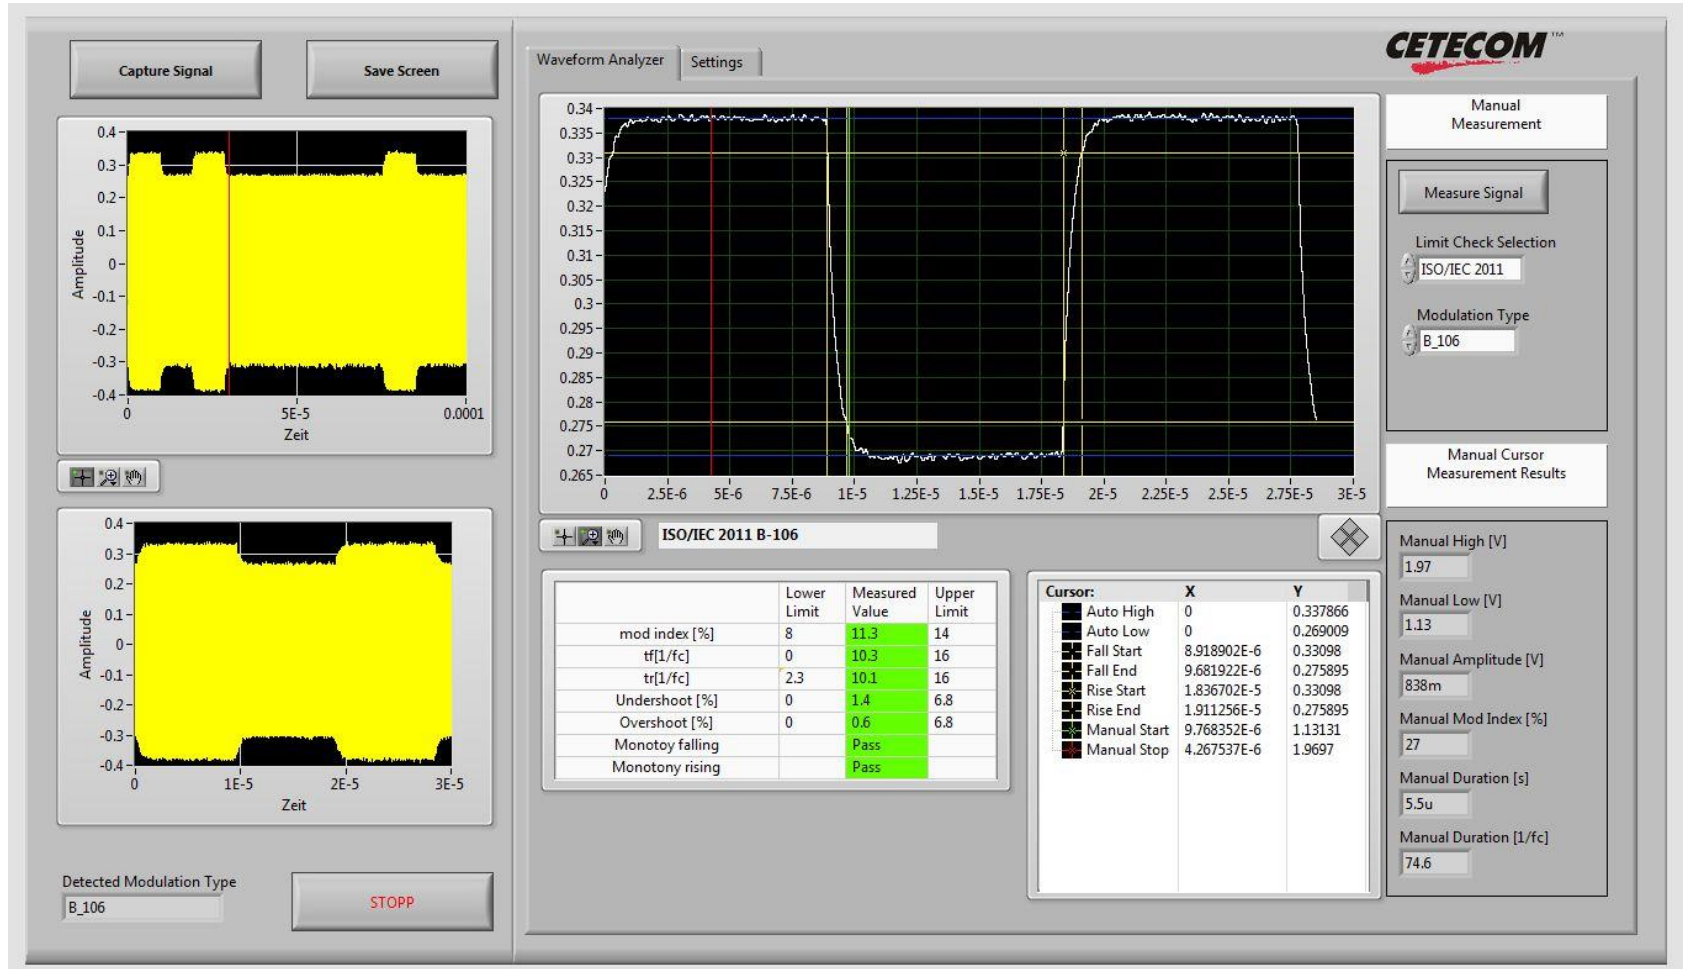 Capture Signal
Save Screen
0.4
0.3
0.2
0.1
0
-0.1
-0.2
-0.3
-0.4
Amplitude
0 5E-5 0.0001
Zeit
0.4
0.3
0.2
0.1
0
-0.1
-0.2
-0.3
-0.4
Amplitude
0 1E-5 2E-5 3E-5
Zeit
Detected Modulation Type
B_106
STOPP
Waveform Analyzer
Settings
CETECOM™
0.34
0.335
0.33
0.325
0.32
0.315
0.31
0.305
0.3
0.295
0.29
0.285
0.28
0.275
0.27
0.265
0 2.5E-6 5E-6 7.5E-6 1E-5 1.25E-5 1.5E-5 1.75E-5 2E-5 2.25E-5 2.5E-5 2.75E-5 3E-5
ISO/IEC 2011 B-106
Lower Limit Measured Value Upper Limit
mod index [%] 8 11.3 14
tf[1/fc] 0 10.3 16
tr[1/fc] 2.3 10.1 16
Undershoot [%] 0 1.4 6.8
Overshoot [%] 0 0.6 6.8
Monotoy falling Pass
Monotony rising Pass
Cursor: X Y
Auto High 0 0.337866
Auto Low 0 0.269009
Fall Start 8.918902E-6 0.33098
Fall End 9.681922E-6 0.275895
Rise Start 1.836702E-5 0.33098
Rise End 1.911256E-5 0.275895
Manual Start 9.768352E-6 1.13131
Manual Stop 4.267537E-6 1.9697
Manual
Measurement
Measure Signal
Limit Check Selection
ISO/IEC 2011
Modulation Type
B_106
Manual Cursor
Measurement Results
Manual High [V]
1.97
Manual Low [V]
1.13
Manual Amplitude [V]
838m
Manual Mod Index [%]
27
Manual Duration [s]
5.5u
Manual Duration [1/fc]
74.6